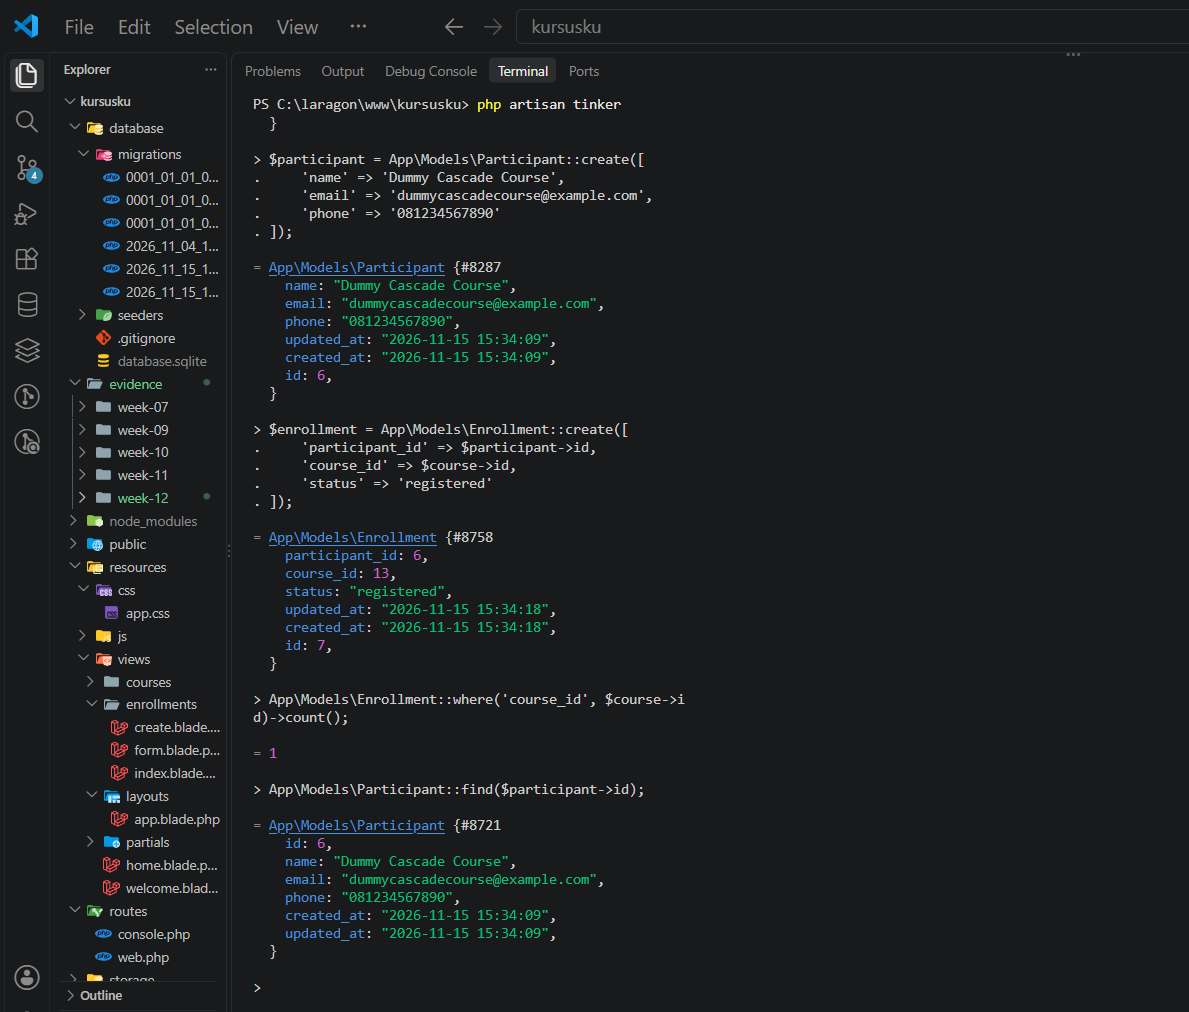 File Edit Selection View ··· kursusku
Explorer ···
kursusku
database
migrations
0001_01_01_0...
0001_01_01_0...
0001_01_01_0...
2026_11_04_1...
2026_11_15_1...
2026_11_15_1...
seeders
.gitignore
database.sqlite
evidence
week-07
week-09
week-10
week-11
week-12
node_modules
public
resources
css
app.css
js
views
courses
enrollments
create.blade....
form.blade.p...
index.blade....
layouts
app.blade.php
partials
home.blade.p...
welcome.blad...
routes
console.php
web.php
storage
Outline
4
Problems Output Debug Console Terminal Ports
PS C:\laragon\www\kursusku> php artisan tinker
}
> $participant = App\Models\Participant::create([
. 'name' => 'Dummy Cascade Course',
. 'email' => 'dummycascadecourse@example.com',
. 'phone' => '081234567890'
. ]);
= App\Models\Participant {#8287
name: "Dummy Cascade Course",
email: "dummycascadecourse@example.com",
phone: "081234567890",
updated_at: "2026-11-15 15:34:09",
created_at: "2026-11-15 15:34:09",
id: 6,
}
> $enrollment = App\Models\Enrollment::create([
. 'participant_id' => $participant->id,
. 'course_id' => $course->id,
. 'status' => 'registered'
. ]);
= App\Models\Enrollment {#8758
participant_id: 6,
course_id: 13,
status: "registered",
updated_at: "2026-11-15 15:34:18",
created_at: "2026-11-15 15:34:18",
id: 7,
}
> App\Models\Enrollment::where('course_id', $course->i
d)->count();
= 1
> App\Models\Participant::find($participant->id);
= App\Models\Participant {#8721
id: 6,
name: "Dummy Cascade Course",
email: "dummycascadecourse@example.com",
phone: "081234567890",
created_at: "2026-11-15 15:34:09",
updated_at: "2026-11-15 15:34:09",
}
>